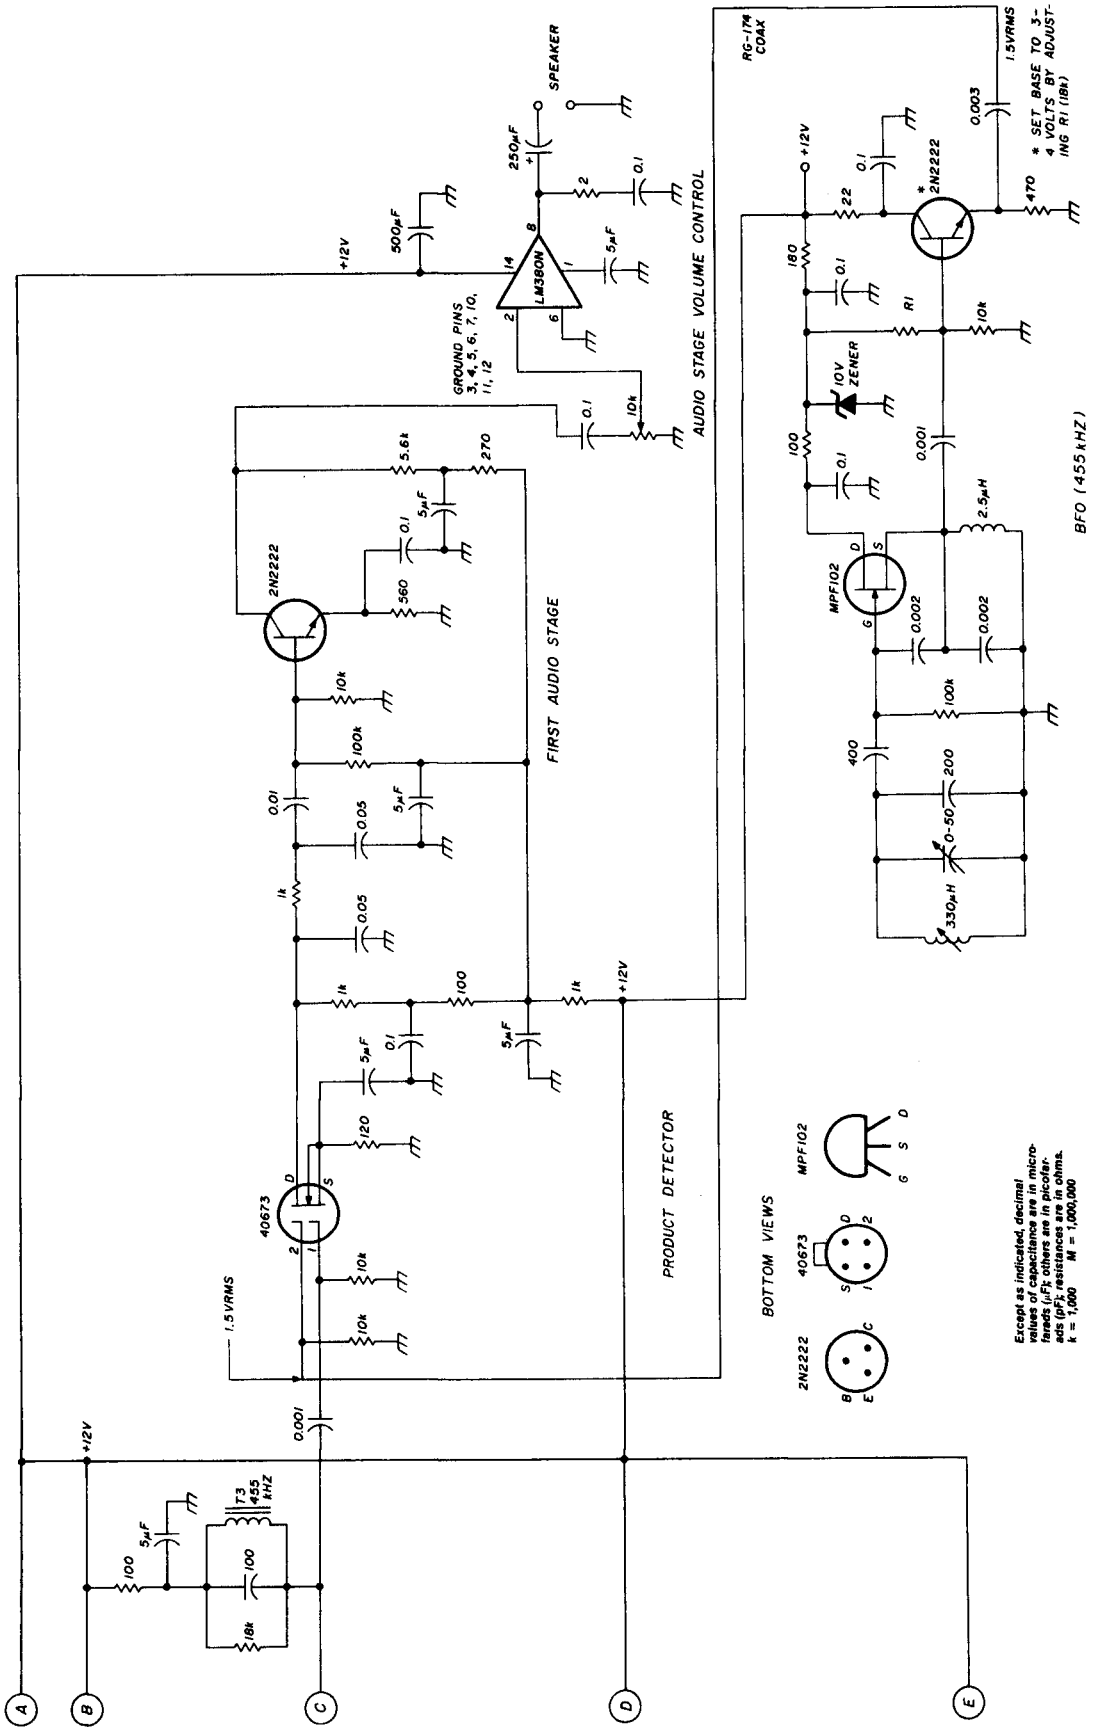 A
B
C
D
E
+12V
100
5µF
18k
100
T3
455
kHZ
0.001
1.5VRMS
10k
10k
40673
2
1
D
S
120
5µF
0.1
1k
100
5µF
1k
+12V
PRODUCT DETECTOR
0.05
1k
0.05
0.01
5µF
100k
10k
2N2222
560
0.1
5µF
5.6k
270
FIRST AUDIO STAGE
0.1
10k
AUDIO STAGE VOLUME CONTROL
GROUND PINS
3, 4, 5, 6, 7, 10,
11, 12
+12V
500µF
2
6
14
8
1
LM380N
5µF
250µF
+
SPEAKER
2
0.1
RG-174
COAX
BOTTOM VIEWS
2N2222
B
E
C
40673
S
D
1
2
MPF102
G
S
D
Except as indicated, decimal
values of capacitance are in micro-
farads (µF); others are in picofar-
ads (pF); resistances are in ohms.
k = 1,000 M = 1,000,000
330µH
0-50
200
400
100k
0.002
0.002
MPF102
G
D
S
2.5µH
0.1
100
10V
ZENER
0.001
0.1
180
R1
10k
+12V
22
0.1
*
2N2222
470
0.003
1.5VRMS
* SET BASE TO 3-
4 VOLTS BY ADJUST-
ING R1 (18k)
BFO (455 kHZ)